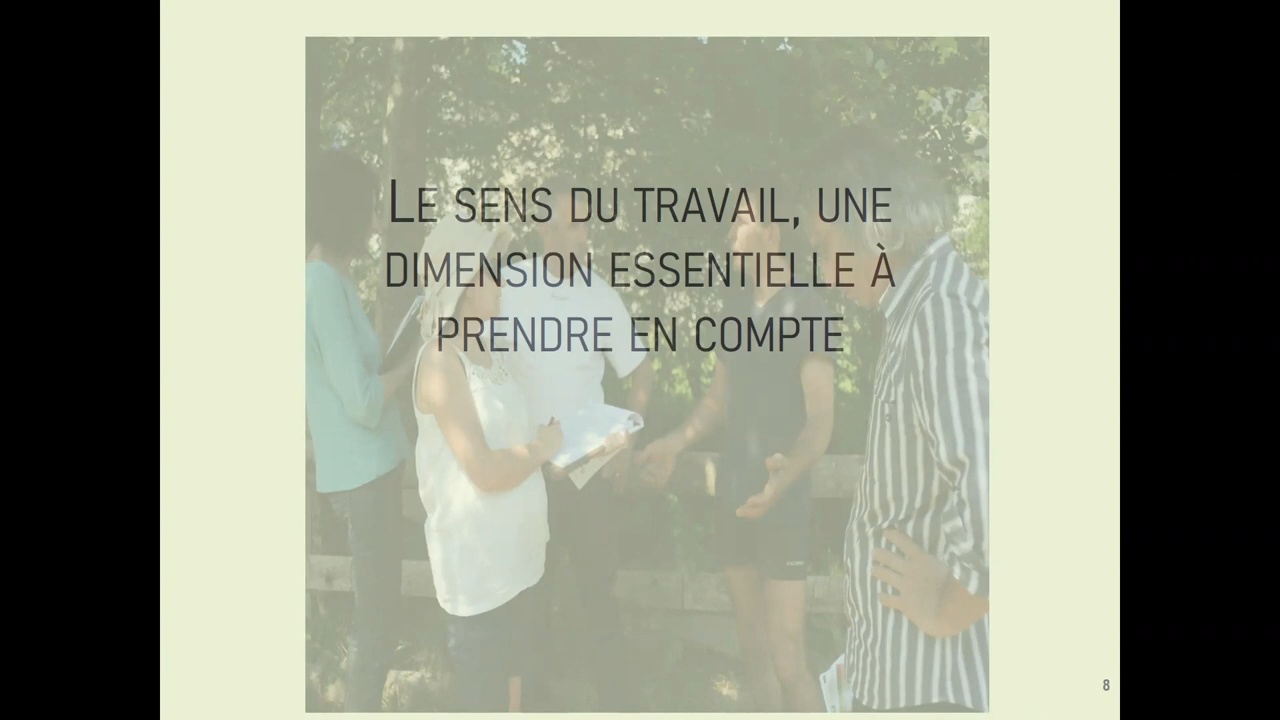 LE SENS DU TRAVAIL, UNE
DIMENSION ESSENTIELLE À
PRENDRE EN COMPTE
8